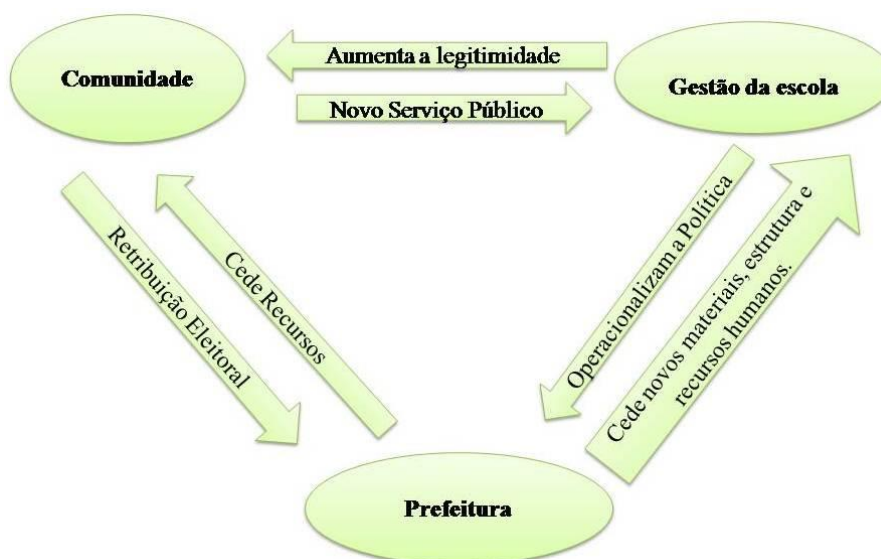 Comunidade
Aumenta a legitimidade
Gestão da escola
Novo Serviço Público
Retribuição Eleitoral
Cede Recursos
Operacionalizam a Política
Cede novos materiais, estrutura e
recursos humanos.
Prefeitura